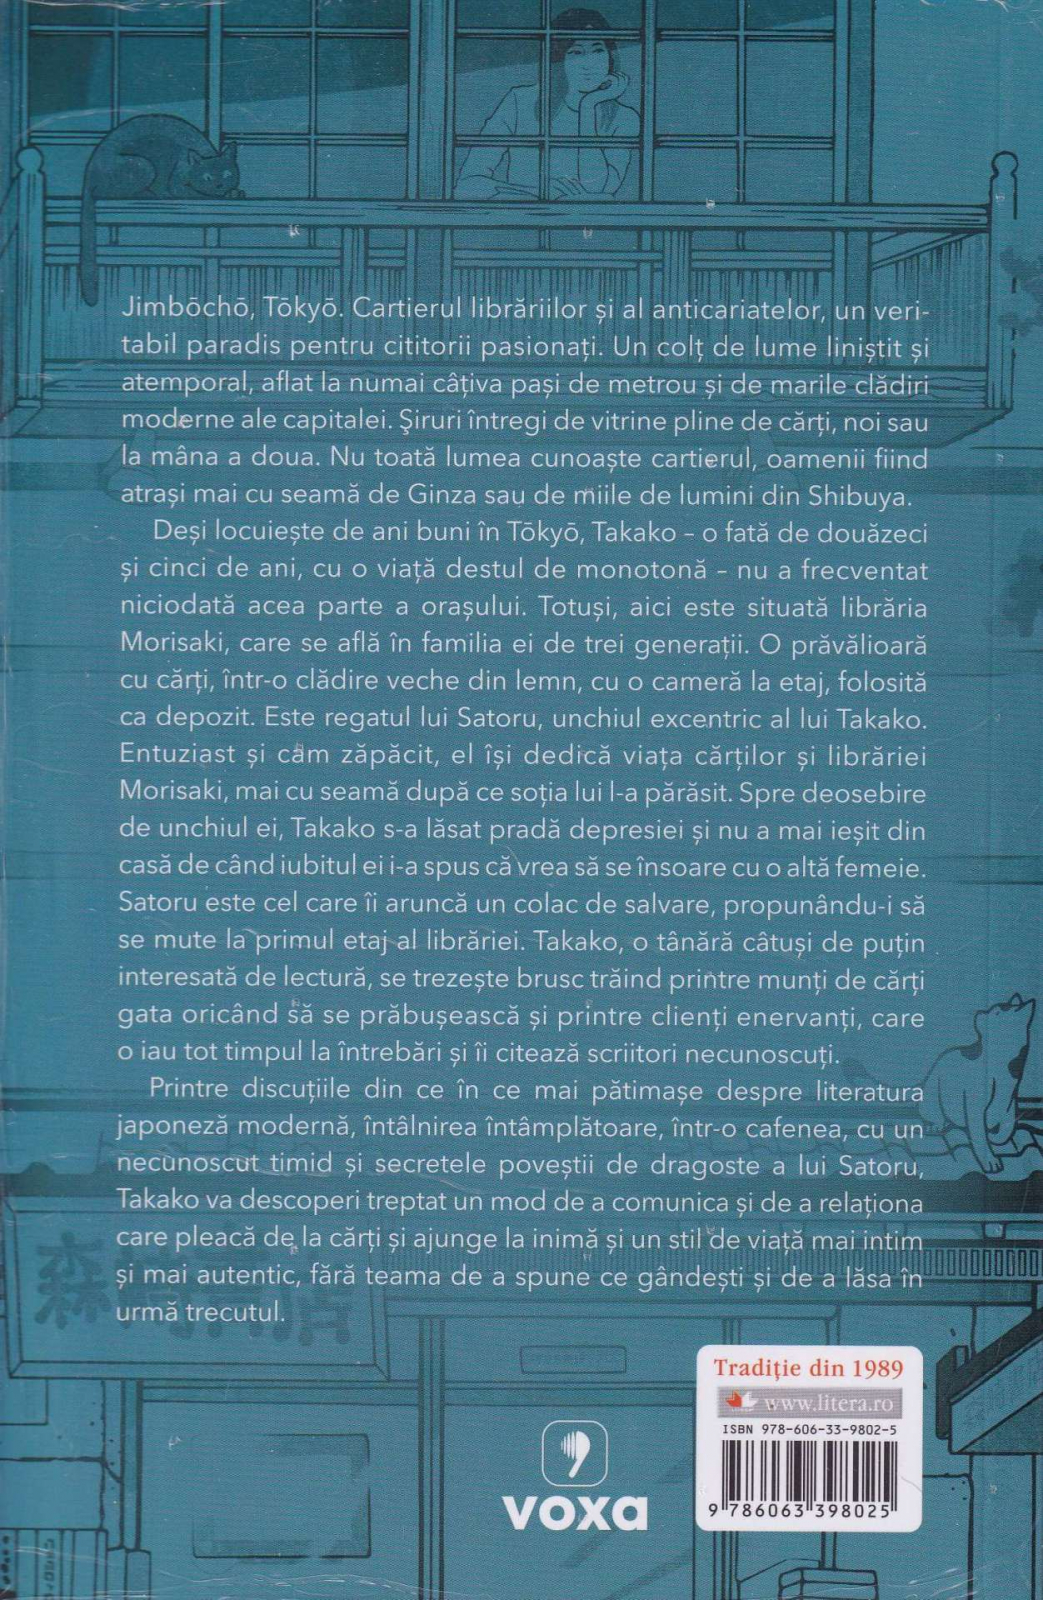 Jimbōchō, Tōkyō. Cartierul librăriilor și al anticariatelor, un veri-
tabil paradis pentru cititorii pasionați. Un colț de lume liniștit și
atemporal, aflat la numai câțiva pași de metrou și de marile clădiri
moderne ale capitalei. Şiruri întregi de vitrine pline de cărți, noi sau
la mâna a doua. Nu toată lumea cunoaște cartierul, oamenii fiind
atrași mai cu seamă de Ginza sau de miile de lumini din Shibuya.
Deși locuiește de ani buni în Tōkyō, Takako – o fată de douăzeci
și cinci de ani, cu o viață destul de monotonă – nu a frecventat
niciodată acea parte a orașului. Totuși, aici este situată librăria
Morisaki, care se află în familia ei de trei generații. O prăvălioară
cu cărți, într-o clădire veche din lemn, cu o cameră la etaj, folosită
ca depozit. Este regatul lui Satoru, unchiul excentric al lui Takako.
Entuziast și cam zăpăcit, el își dedică viața cărților și librăriei
Morisaki, mai cu seamă după ce soția lui l-a părăsit. Spre deosebire
de unchiul ei, Takako s-a lăsat pradă depresiei și nu a mai ieșit din
casă de când iubitul ei i-a spus că vrea să se însoare cu o altă femeie.
Satoru este cel care îi aruncă un colac de salvare, propunându-i să
se mute la primul etaj al librăriei. Takako, o tânără câtuși de puțin
interesată de lectură, se trezește brusc trăind printre munți de cărți
gata oricând să se prăbușească și printre clienți enervanți, care
o iau tot timpul la întrebări și îi citează scriitori necunoscuți.
Printre discuțiile din ce în ce mai pătimașe despre literatura
japoneză modernă, întâlnirea întâmplătoare, într-o cafenea, cu un
necunoscut timid și secretele poveștii de dragoste a lui Satoru,
Takako va descoperi treptat un mod de a comunica și de a relaționa
care pleacă de la cărți și ajunge la inimă și un stil de viață mai intim
și mai autentic, fără teama de a spune ce gândești și de a lăsa în
urmă trecutul.
森崎書店
voxa
Tradiție din 1989
www.litera.ro
ISBN 978-606-33-9802-5
9 786063 398025